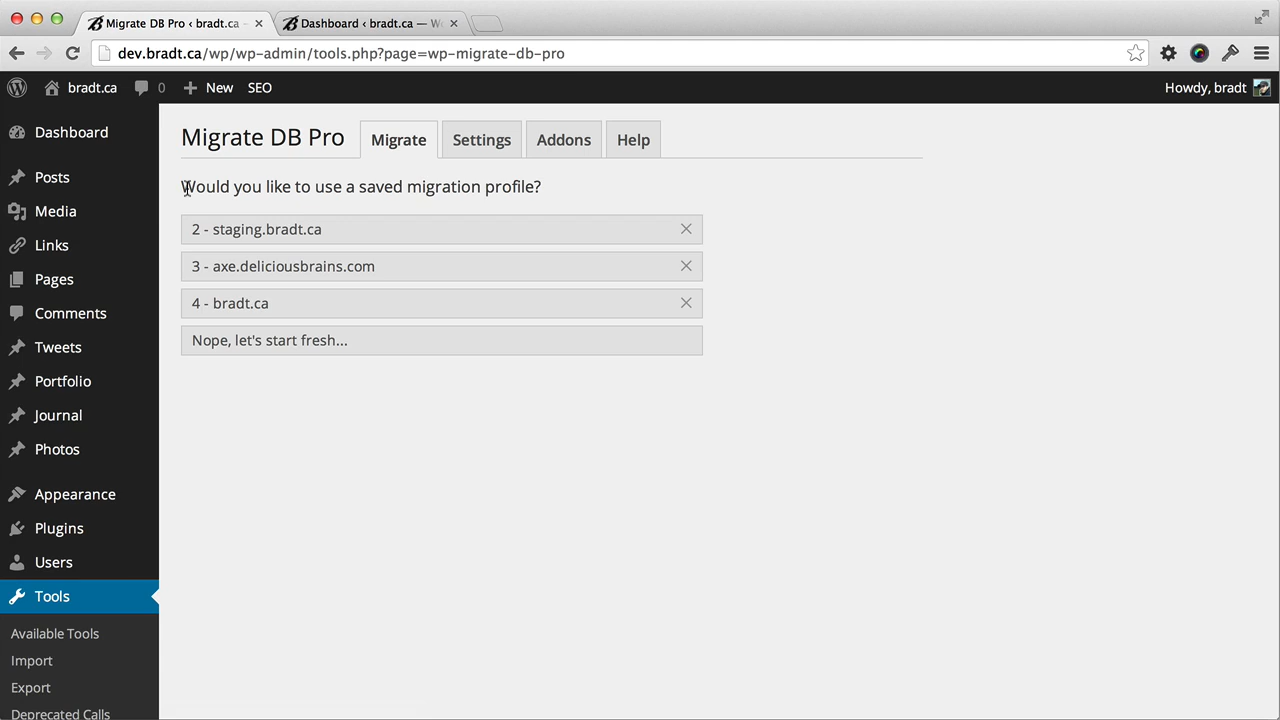 Migrate DB Pro ‹ bradt.ca -
Dashboard ‹ bradt.ca — W
dev.bradt.ca/wp/wp-admin/tools.php?page=wp-migrate-db-pro
bradt.ca 0 New SEO Howdy, bradt
Dashboard
Posts
Media
Links
Pages
Comments
Tweets
Portfolio
Journal
Photos
Appearance
Plugins
Users
Tools
Available Tools
Import
Export
Deprecated Calls
Migrate DB Pro
Migrate Settings Addons Help
Would you like to use a saved migration profile?
2 - staging.bradt.ca
3 - axe.deliciousbrains.com
4 - bradt.ca
Nope, let's start fresh...